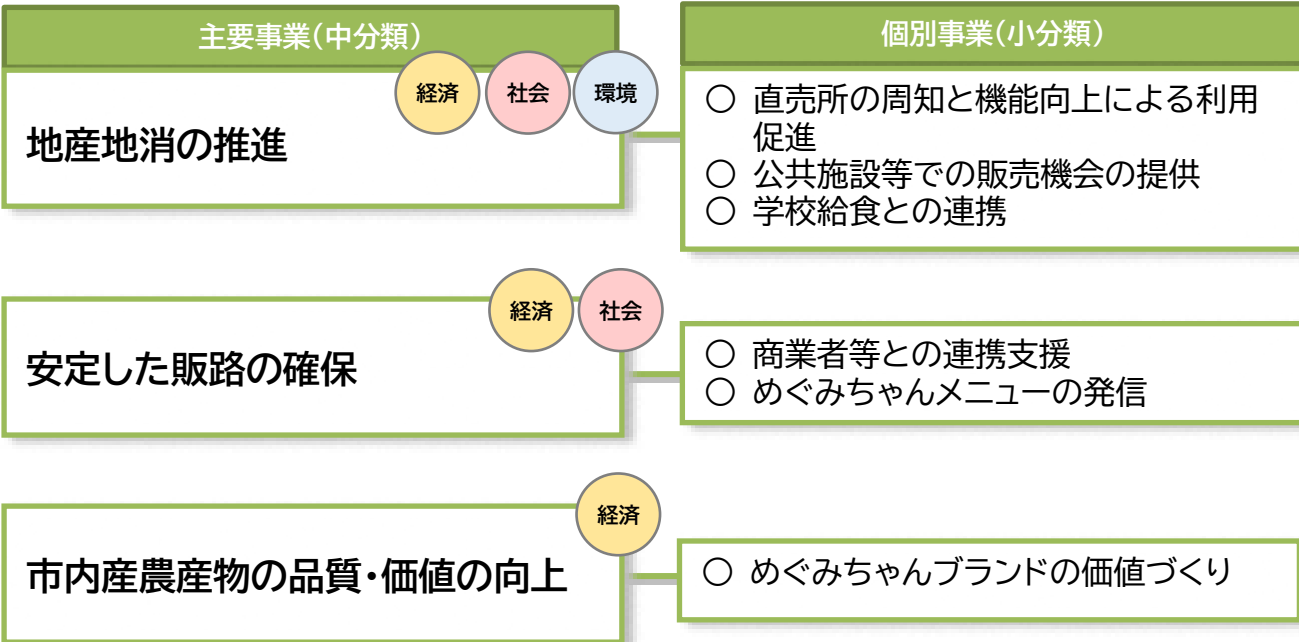 主要事業(中分類)
個別事業(小分類)
経済
社会
環境
地産地消の推進
○ 直売所の周知と機能向上による利用
促進
○ 公共施設等での販売機会の提供
○ 学校給食との連携
経済
社会
安定した販路の確保
○ 商業者等との連携支援
○ めぐみちゃんメニューの発信
経済
市内産農産物の品質・価値の向上
○ めぐみちゃんブランドの価値づくり